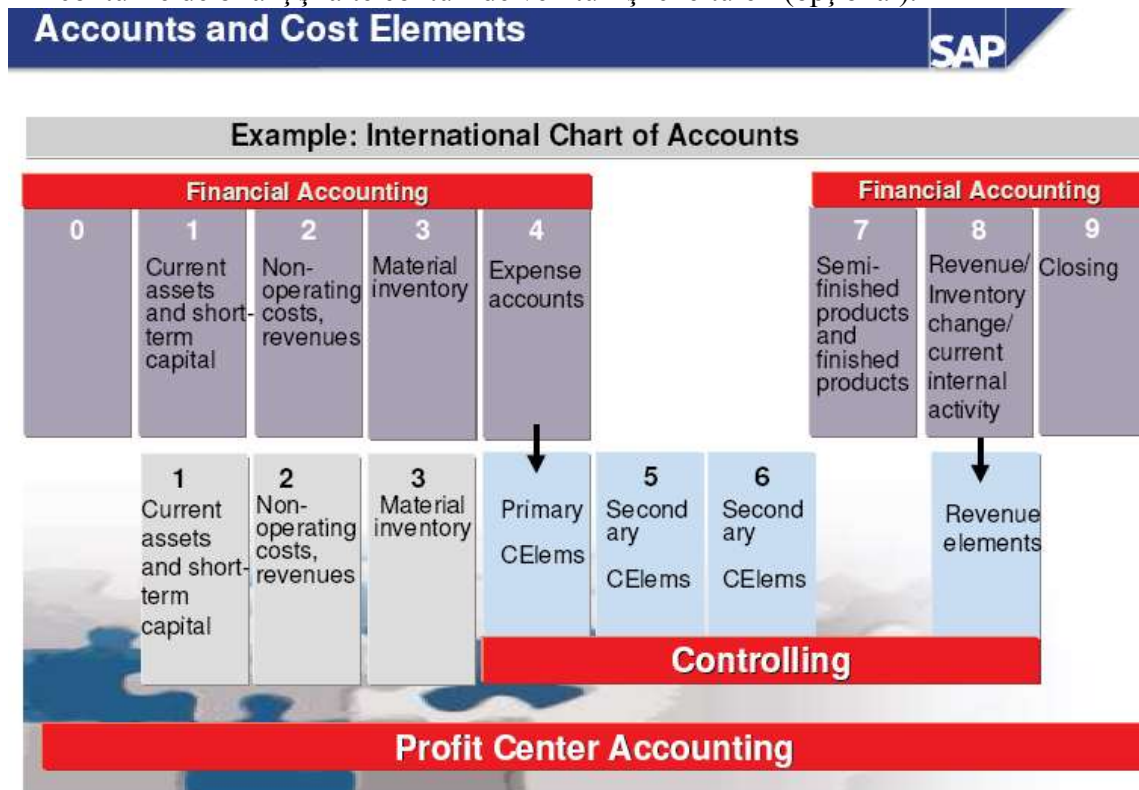 Accounts and Cost Elements
SAP
Example: International Chart of Accounts
Financial Accounting
0
1
Current
assets
and short-
term
capital
2
Non-
operating
costs,
revenues
3
Material
inventory
4
Expense
accounts
Financial Accounting
7
Semi-
finished
products
and
finished
products
8
Revenue/
Inventory
change/
current
internal
activity
9
Closing
1
Current
assets
and short-
term
capital
2
Non-
operating
costs,
revenues
3
Material
inventory
Primary
CElems
5
Second
ary
CElems
6
Second
ary
CElems
Revenue
elements
Controlling
Profit Center Accounting